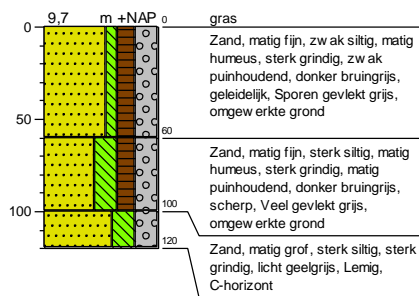 9,7 m +NAP
0
0
gras
Zand, matig fijn, zwak siltig, matig
humeus, sterk grindig, zwak
puinhoudend, donker bruingrijs,
geleidelijk, Sporen gevlekt grijs,
omgewerkte grond
50
60
Zand, matig fijn, sterk siltig, matig
humeus, sterk grindig, matig
puinhoudend, donker bruingrijs,
scherp, Veel gevlekt grijs,
omgewerkte grond
100
100
Zand, matig grof, sterk siltig, sterk
grindig, licht geelgrijs, Lemig,
C-horizont
120